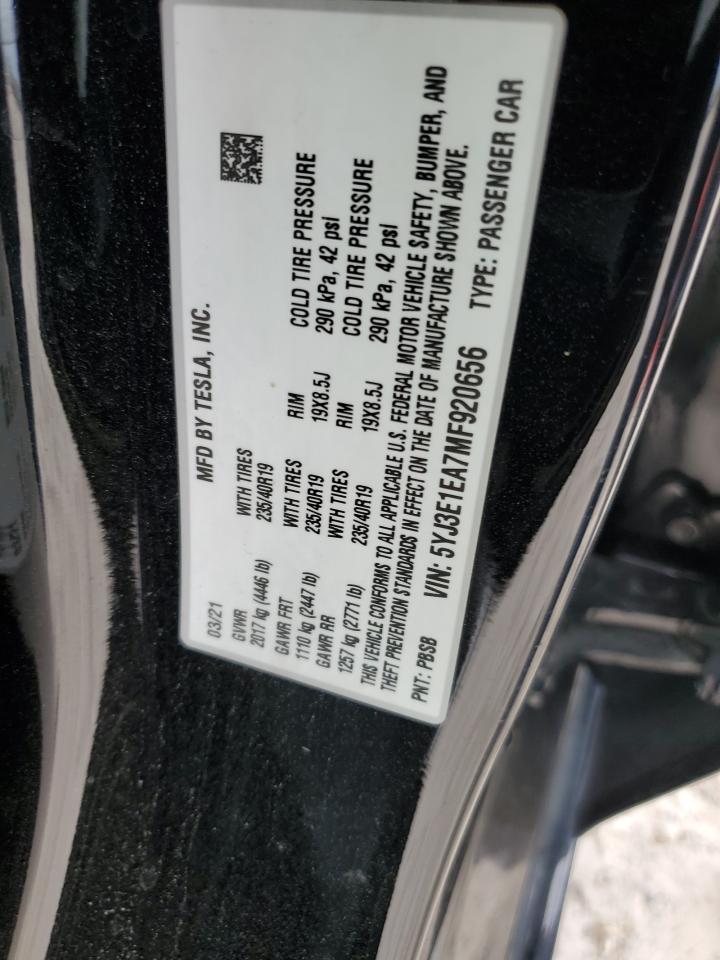 MFD BY TESLA, INC.
03/21
GVWR
2017 kg (4446 lb)
WITH TIRES
235/40R19
GAWR FRT WITH TIRES RIM COLD TIRE PRESSURE
1110 kg (2447 lb) 235/40R19 19X8.5J 290 kPa, 42 psi
GAWR RR WITH TIRES RIM COLD TIRE PRESSURE
1257 kg (2771 lb) 235/40R19 19X8.5J 290 kPa, 42 psi
THIS VEHICLE CONFORMS TO ALL APPLICABLE U.S. FEDERAL MOTOR VEHICLE SAFETY, BUMPER, AND
THEFT PREVENTION STANDARDS IN EFFECT ON THE DATE OF MANUFACTURE SHOWN ABOVE.
PNT: PBSB VIN: 5YJ3E1EA7MF920656 TYPE: PASSENGER CAR